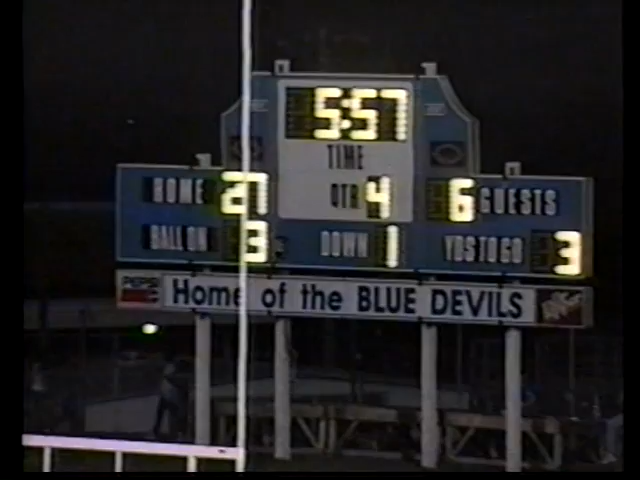 5:57
TIME
HOME 27 QTR 4 6 GUESTS
BALL ON 3 DOWN 1 YDS TO GO 3
PEPSI Home of the BLUE DEVILS